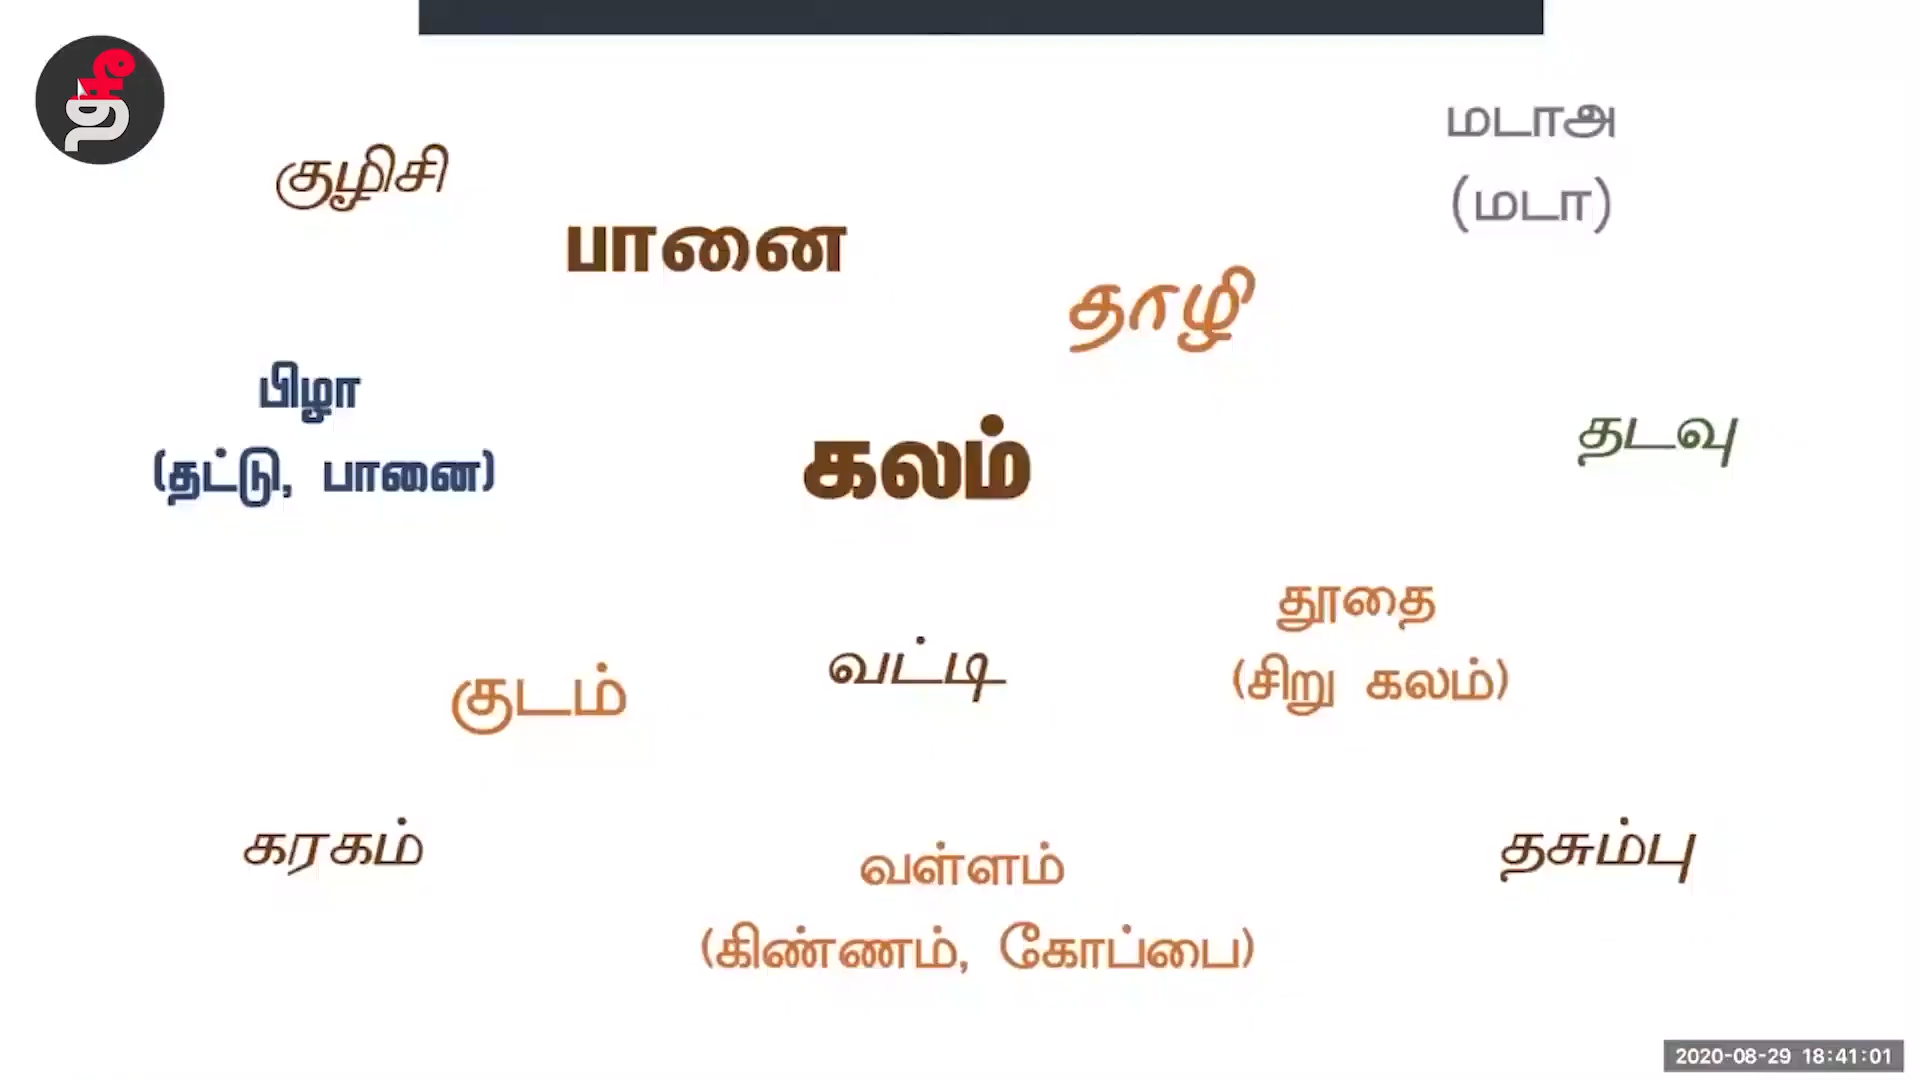 குழிசி
பானை
மடாஅ
(மடா)
தாழி
பிழா
(தட்டு, பானை)
கலம்
தடவு
தூதை
(சிறு கலம்)
குடம்
வட்டி
கரகம்
வள்ளம்
(கிண்ணம், கோப்பை)
தசும்பு
2020-08-29 18:41:01